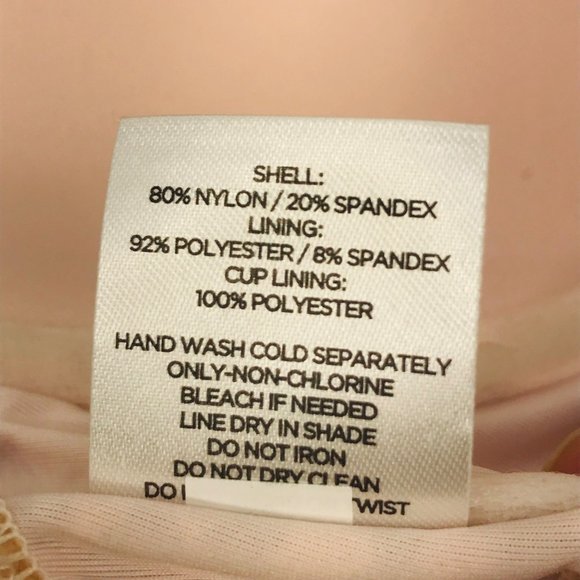 SHELL:
80% NYLON / 20% SPANDEX
LINING:
92% POLYESTER / 8% SPANDEX
CUP LINING:
100% POLYESTER
HAND WASH COLD SEPARATELY
ONLY-NON-CHLORINE
BLEACH IF NEEDED
LINE DRY IN SHADE
DO NOT IRON
DO NOT DRY CLEAN
DO